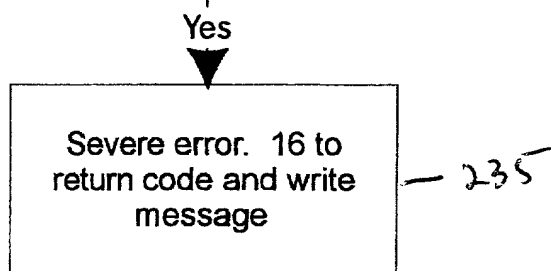 Yes
Severe error. 16 to
return code and write
message
235